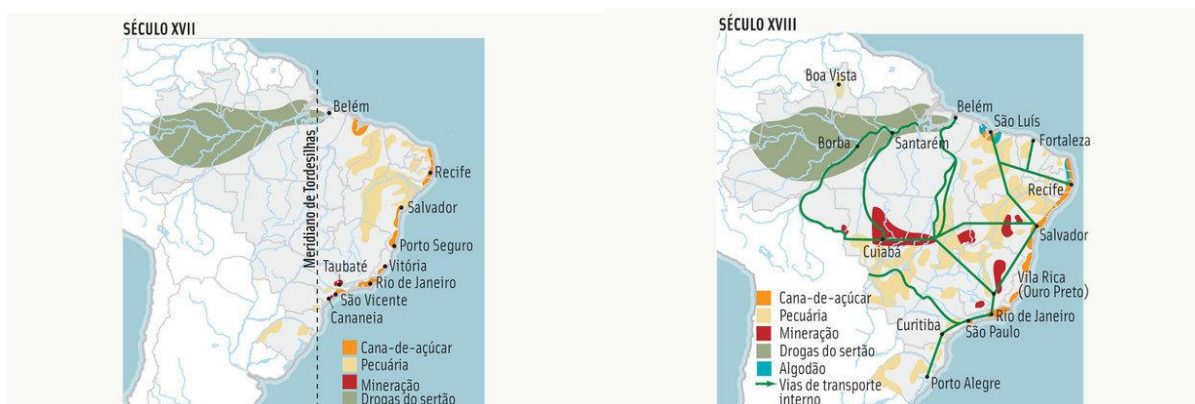 SÉCULO XVII
Meridiano de Tordesilhas
Belém
Recife
Salvador
Porto Seguro
Vitória
Taubaté
Rio de Janeiro
São Vicente
Cananeia
Cana-de-açúcar
Pecuária
Mineração
Drogas do sertão
SÉCULO XVIII
Boa Vista
Belém
São Luís
Fortaleza
Borba
Santarém
Recife
Salvador
Cuiabá
Vila Rica
(Ouro Preto)
Rio de Janeiro
São Paulo
Curitiba
Porto Alegre
Cana-de-açúcar
Pecuária
Mineração
Drogas do sertão
Algodão
Vias de transporte
interno